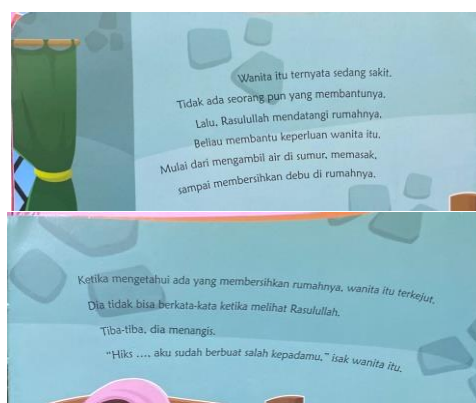 Wanita itu ternyata sedang sakit.
Tidak ada seorang pun yang membantunya.
Lalu, Rasulullah mendatangi rumahnya.
Beliau membantu keperluan wanita itu.
Mulai dari mengambil air di sumur, memasak,
sampai membersihkan debu di rumahnya.
Ketika mengetahui ada yang membersihkan rumahnya, wanita itu terkejut.
Dia tidak bisa berkata-kata ketika melihat Rasulullah.
Tiba-tiba, dia menangis.
“Hiks ...., aku sudah berbuat salah kepadamu,” isak wanita itu.